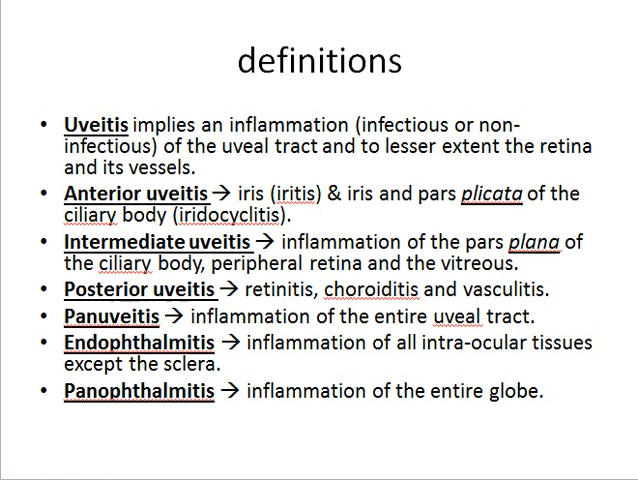 definitions
• Uveitis implies an inflammation (infectious or non-
infectious) of the uveal tract and to lesser extent the retina
and its vessels.
• Anterior uveitis → iris (iritis) & iris and pars plicata of the
ciliary body (iridocyclitis).
• Intermediate uveitis → inflammation of the pars plana of
the ciliary body, peripheral retina and the vitreous.
• Posterior uveitis → retinitis, choroiditis and vasculitis.
• Panuveitis → inflammation of the entire uveal tract.
• Endophthalmitis → inflammation of all intra-ocular tissues
except the sclera.
• Panophthalmitis → inflammation of the entire globe.